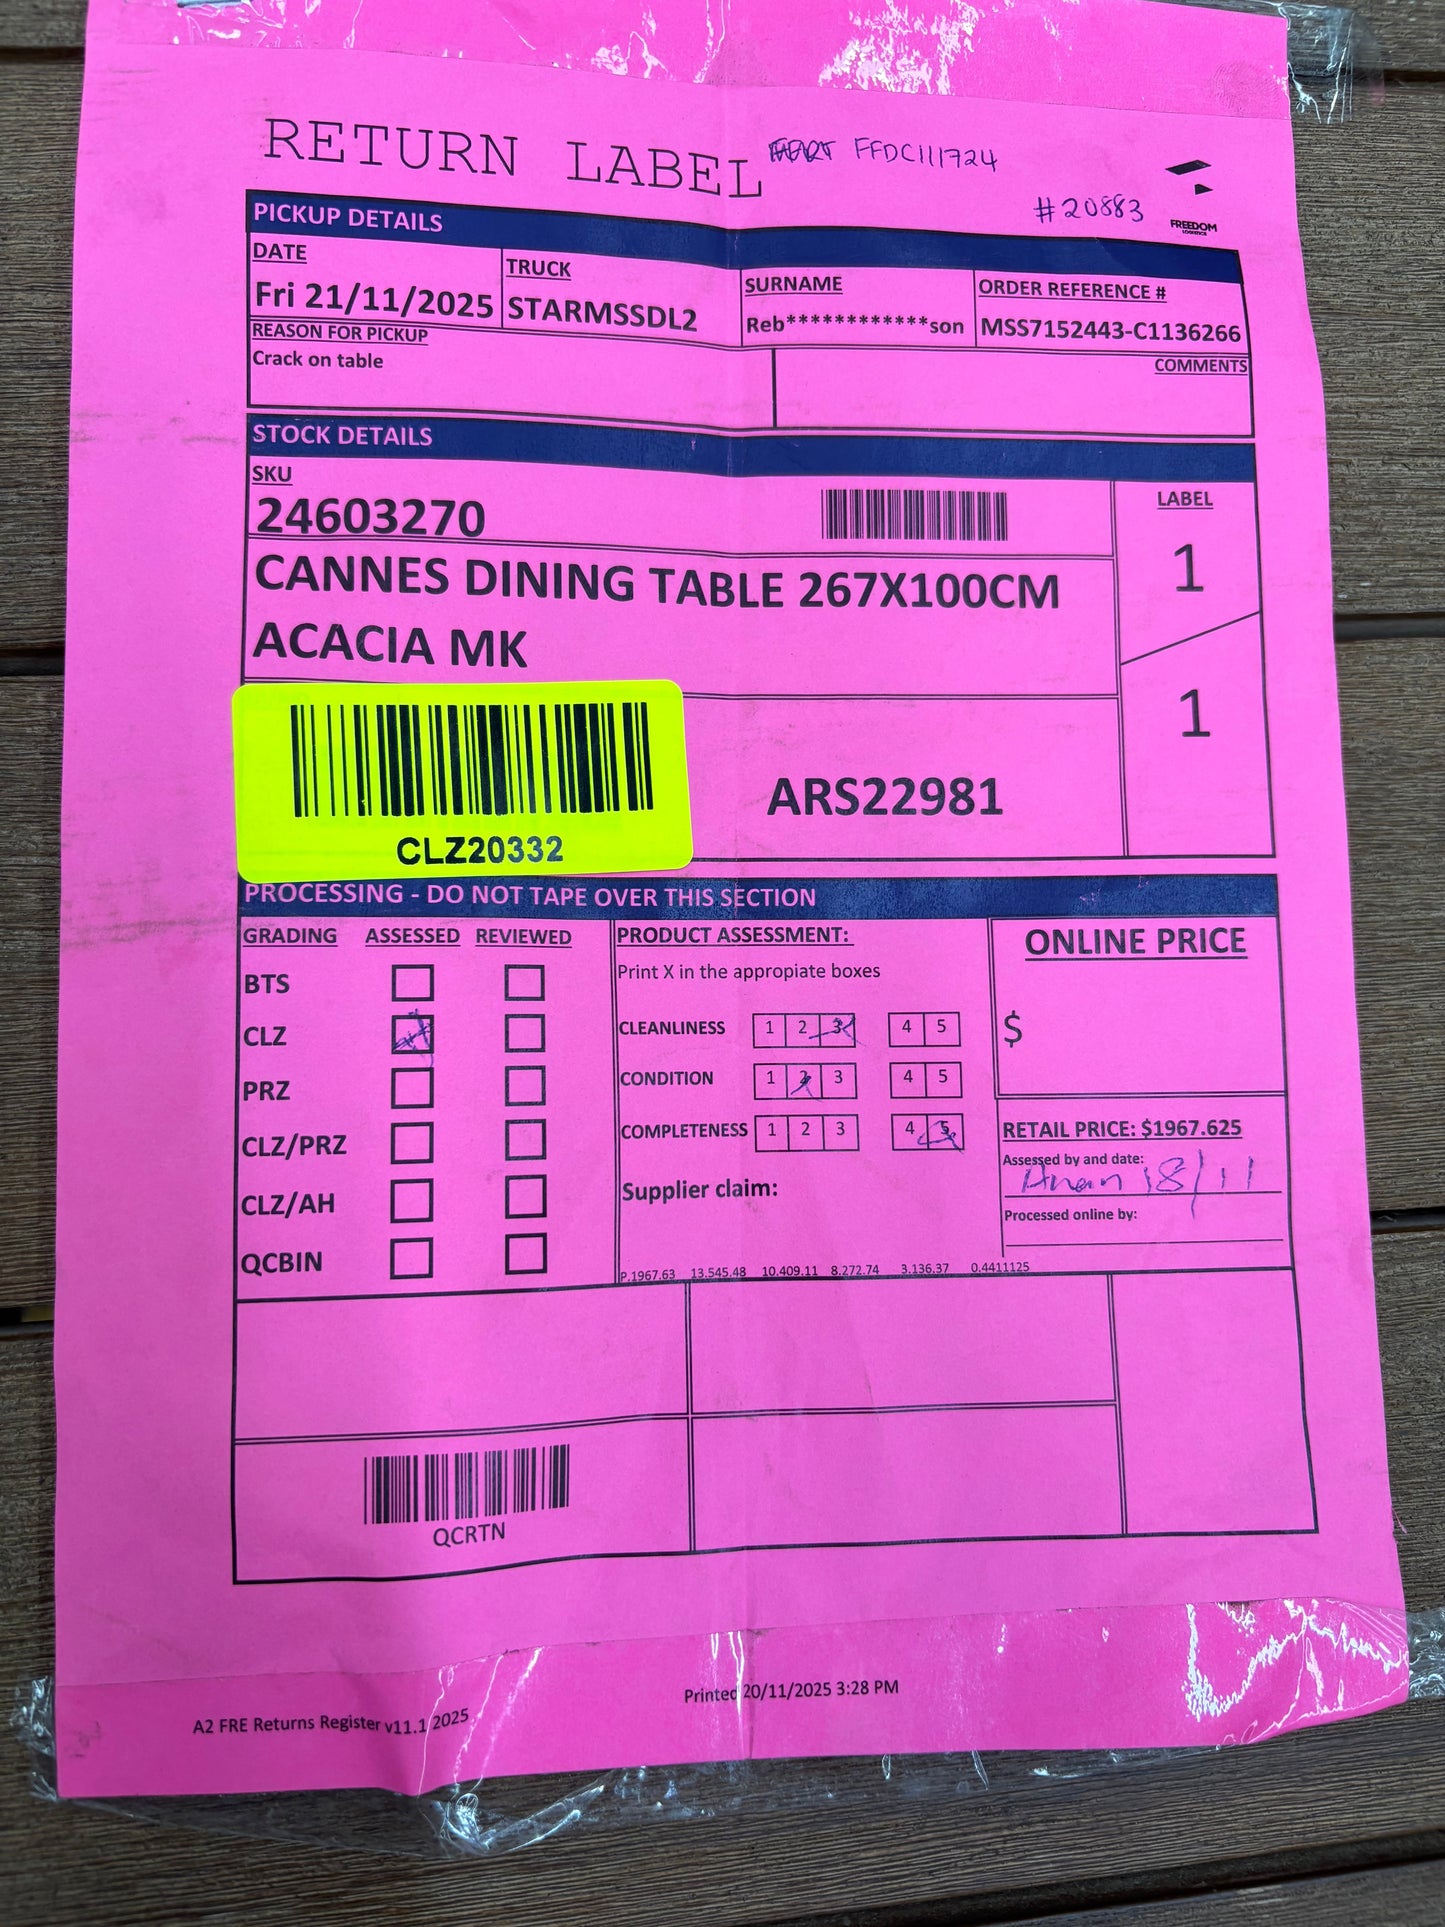 RETURN LABEL FFDC111724
#20883
FREEDOM
LOGISTICS
PICKUP DETAILS
DATE TRUCK SURNAME ORDER REFERENCE #
Fri 21/11/2025 STARMSSDL2 Reb************son MSS7152443-C1136266
REASON FOR PICKUP COMMENTS
Crack on table
STOCK DETAILS
SKU LABEL
24603270
1
CANNES DINING TABLE 267X100CM
ACACIA MK
1
ARS22981
CLZ20332
PROCESSING - DO NOT TAPE OVER THIS SECTION
GRADING ASSESSED REVIEWED PRODUCT ASSESSMENT: ONLINE PRICE
Print X in the appropiate boxes
BTS
CLZ CLEANLINESS 1 2 3 4 5 $
PRZ CONDITION 1 2 3 4 5
CLZ/PRZ COMPLETENESS 1 2 3 4 5 RETAIL PRICE: $1967.625
Assessed by and date:
18/11
CLZ/AH Supplier claim:
Processed online by:
QCBIN
P.1967.63 13.545.48 10.409.11 8.272.74 3.136.37 0.4411125
QCRTN
Printed 20/11/2025 3:28 PM
A2 FRE Returns Register v11.1 2025